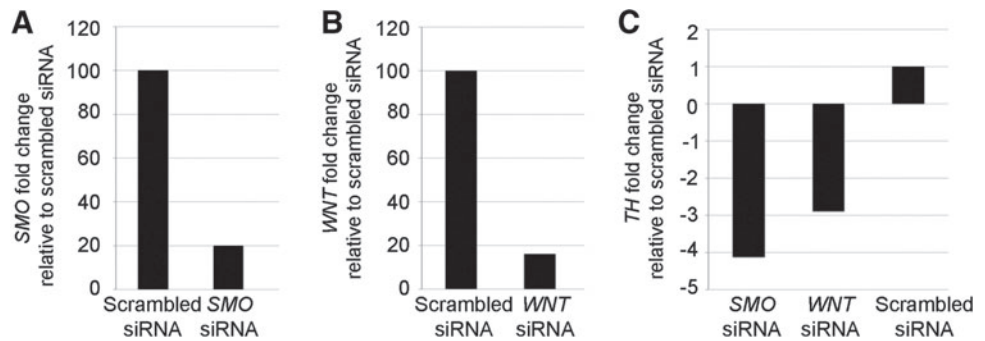 A
SMO fold change
relative to scrambled siRNA
120
100
80
60
40
20
0
Scrambled
siRNA
SMO
siRNA
B
WNT fold change
relative to scrambled siRNA
120
100
80
60
40
20
0
Scrambled
siRNA
WNT
siRNA
C
TH fold change
relative to scrambled siRNA
2
1
0
-1
-2
-3
-4
-5
SMO
siRNA
WNT
siRNA
Scrambled
siRNA